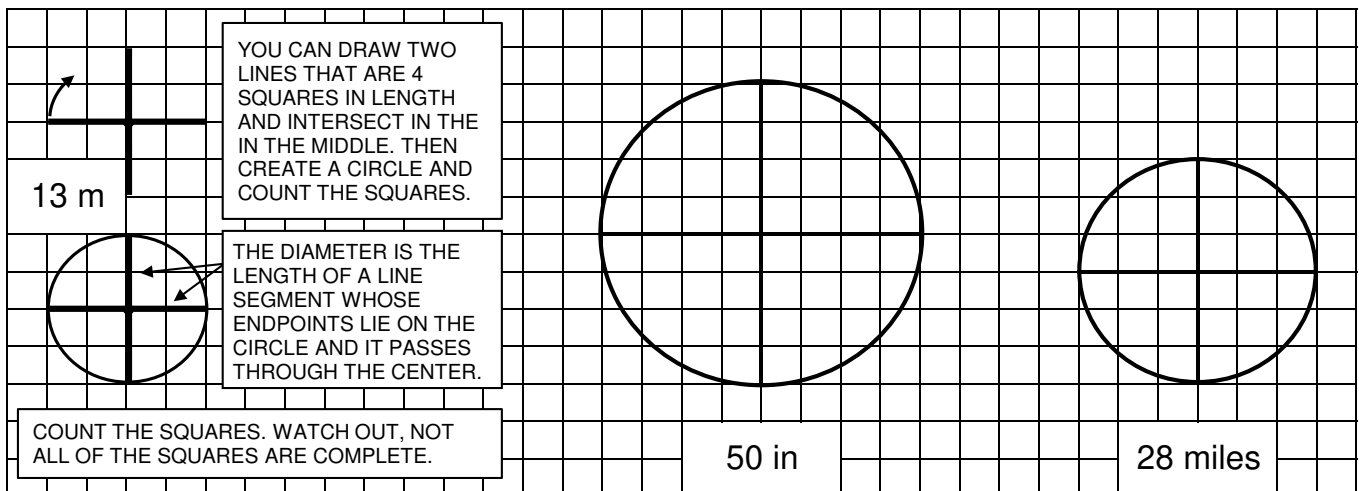 YOU CAN DRAW TWO
LINES THAT ARE 4
SQUARES IN LENGTH
AND INTERSECT IN THE
IN THE MIDDLE. THEN
CREATE A CIRCLE AND
COUNT THE SQUARES.
13 m
THE DIAMETER IS THE
LENGTH OF A LINE
SEGMENT WHOSE
ENDPOINTS LIE ON THE
CIRCLE AND IT PASSES
THROUGH THE CENTER.
COUNT THE SQUARES. WATCH OUT, NOT
ALL OF THE SQUARES ARE COMPLETE.
50 in
28 miles